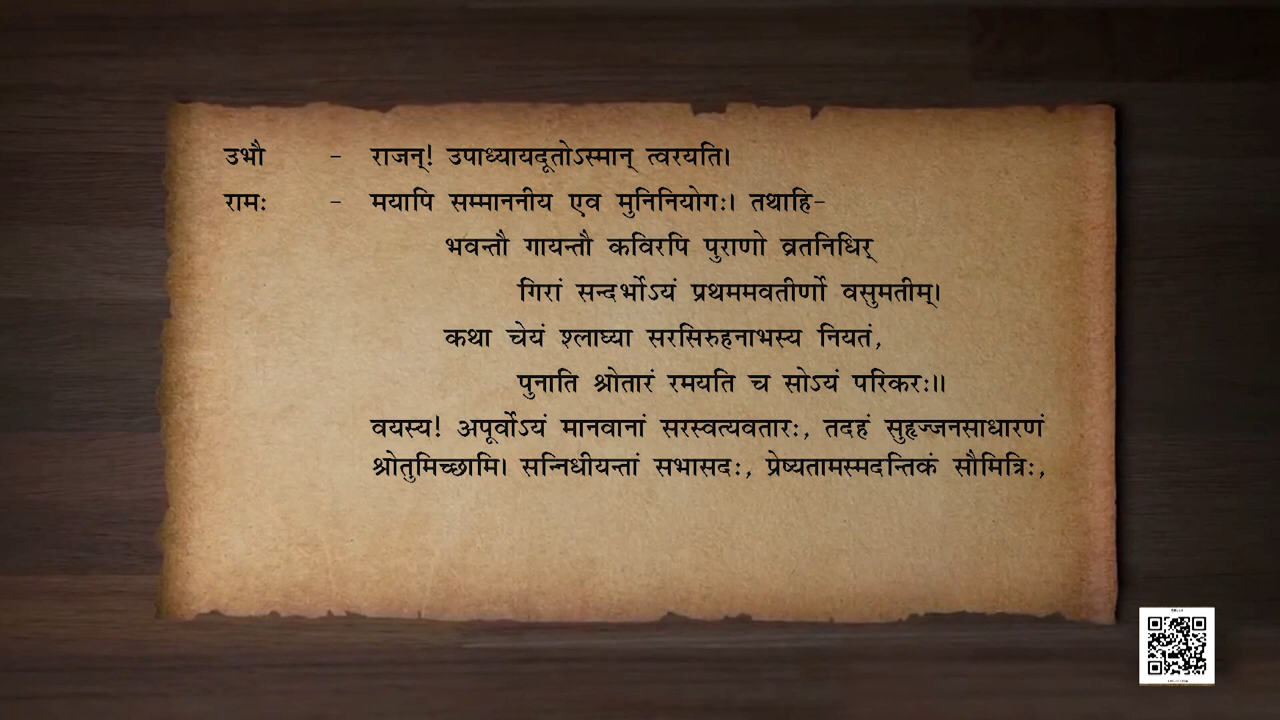 उभौ - राजन्! उपाध्यायदूतोऽस्मान् त्वरयति।
रामः - मयापि सम्माननीय एव मुनिनियोगः। तथाहि-
भवन्तौ गायन्तौ कविरपि पुराणो व्रतनिधिर्
गिरां सन्दर्भोऽयं प्रथममवतीर्णो वसुमतीम्।
कथा चेयं श्लाघ्या सरसिरुहनाभस्य नियतं,
पुनाति श्रोतारं रमयति च सोऽयं परिकरः॥
वयस्य! अपूर्वोऽयं मानवानां सरस्वत्यवतारः, तदहं सुहृज्जनसाधारणं
श्रोतुमिच्छामि। सन्निधीयन्तां सभासदः, प्रेष्यतामस्मदन्तिकं सौमित्रिः,